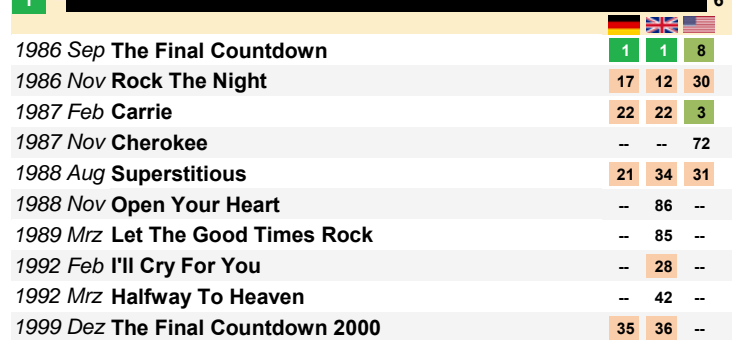 1 6
1986 Sep The Final Countdown 1 1 8
1986 Nov Rock The Night 17 12 30
1987 Feb Carrie 22 22 3
1987 Nov Cherokee -- -- 72
1988 Aug Superstitious 21 34 31
1988 Nov Open Your Heart -- 86 --
1989 Mrz Let The Good Times Rock -- 85 --
1992 Feb I'll Cry For You -- 28 --
1992 Mrz Halfway To Heaven -- 42 --
1999 Dez The Final Countdown 2000 35 36 --